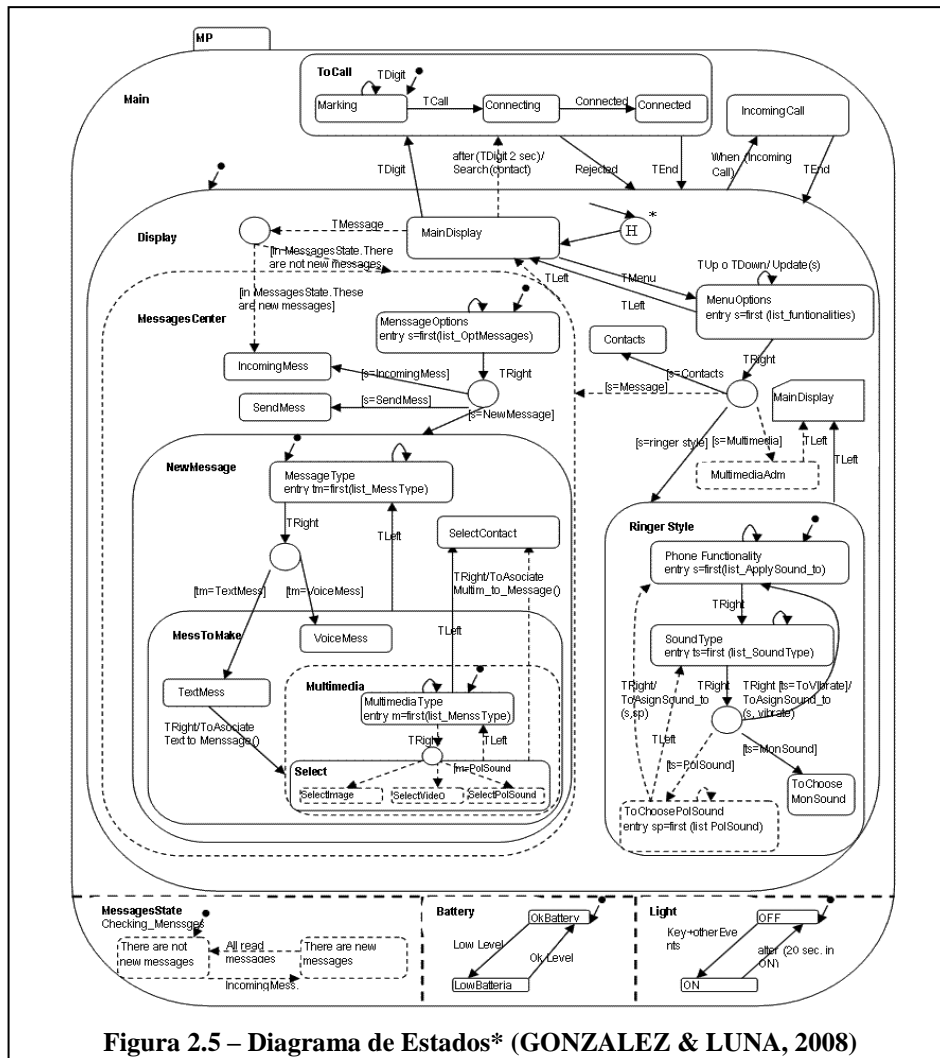 MP
Main
ToCall
TDigit
Marking
TCall
Connecting
Connected
Connected
IncomingCall
TDigit
after (TDigit 2 sec)/
Search(contact)
Rejected
TEnd
When (Incoming
Call)
TEnd
Display
TMessage
MainDisplay
H
*
[in MessagesState.There
are not new messages
TMenu
TLeft
TLeft
TUp o TDown/ Update(s)
MenuOptions
entry s=first (list_funtionalities)
[in MessagesState.These
are new messages]
MessagesCenter
MenssageOptions
entry s=first(list_OptMessages)
Contacts
TRight
[s=Contacts
IncomingMess
[s=IncomingMess]
TRight
[s=Message]
MainDisplay
SendMess
[s=SendMess]
[s=NewMessage]
[s=ringer style]
[s=Multimedia]
TLeft
TLeft
MultimediaAdm
NewMessage
MessageType
entry tm=first(list_MessType)
TRight
TLeft
SelectContact
Ringer Style
Phone Functionality
entry s=first(list_ApplySound_to)
[tm=TextMess]
[tm=VoiceMess]
TRight/ToAsociate
Multim_to_Message()
TRight
MessToMake
VoiceMess
TLeft
SoundType
entry ts=first (list_SoundType)
TextMess
Multimedia
MultimediaType
entry m=first(list_MenssType)
TRight/
ToAsignSound_to
(s,sp)
TRight
TRight [ts=ToVIbrate]/
ToAsignSound_to
(s, vibrate)
TRight/ToAsociate
Text to Menssage()
TRight
TLeft
TLeft
[ts=MonSound]
[ts=PolSound]
Select
[m=PolSound
SelectImage
SelectVideo
SelectPolSound
ToChoose
MonSound
ToChoosePolSound
entry sp=first (list PolSound)
MessagesState
Checking_Menssges
There are not
new messages
All read
messages
There are new
messages
IncomingMess.
Battery
OkBattery
Low Level
Ok Level
LowBatteria
Light
OFF
Key+otherEve
nts
after (20 sec. in
ON)
ON
Figura 2.5 – Diagrama de Estados* (GONZALEZ & LUNA, 2008)